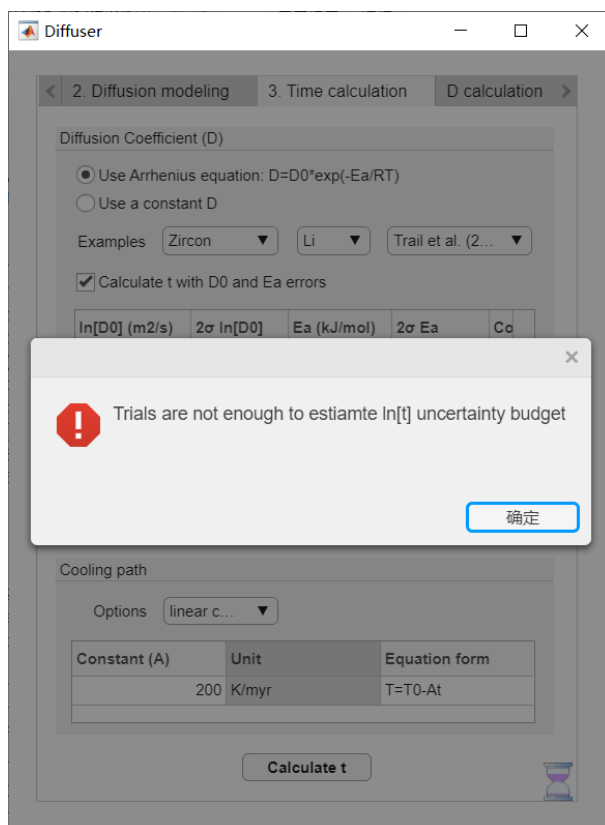 Diffuser
2. Diffusion modeling
3. Time calculation
D calculation
Diffusion Coefficient (D)
Use Arrhenius equation: D=D0*exp(-Ea/RT)
Use a constant D
Examples Zircon Li Trail et al. (2...
Calculate t with D0 and Ea errors
ln[D0] (m2/s) 2σ ln[D0] Ea (kJ/mol) 2σ Ea Co
Trials are not enough to estiamte ln[t] uncertainty budget
确定
Cooling path
Options linear c...
Constant (A) Unit Equation form
200 K/myr T=T0-At
Calculate t